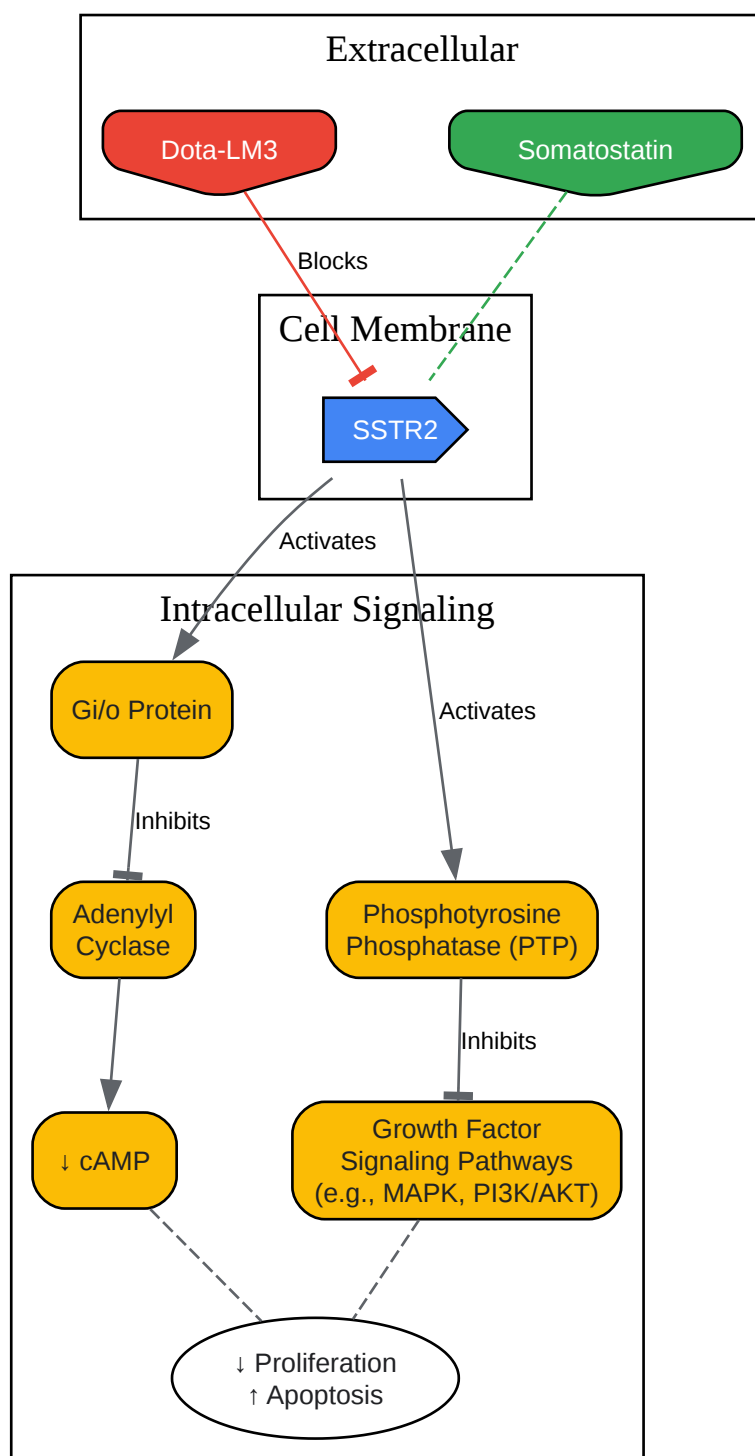 Extracellular
Dota-LM3
Somatostatin
Blocks
Cell Membrane
SSTR2
Activates
Intracellular Signaling
Gi/o Protein
Activates
Inhibits
Adenylyl
Cyclase
Phosphotyrosine
Phosphatase (PTP)
Inhibits
↓ cAMP
Growth Factor
Signaling Pathways
(e.g., MAPK, PI3K/AKT)
↓ Proliferation
↑ Apoptosis